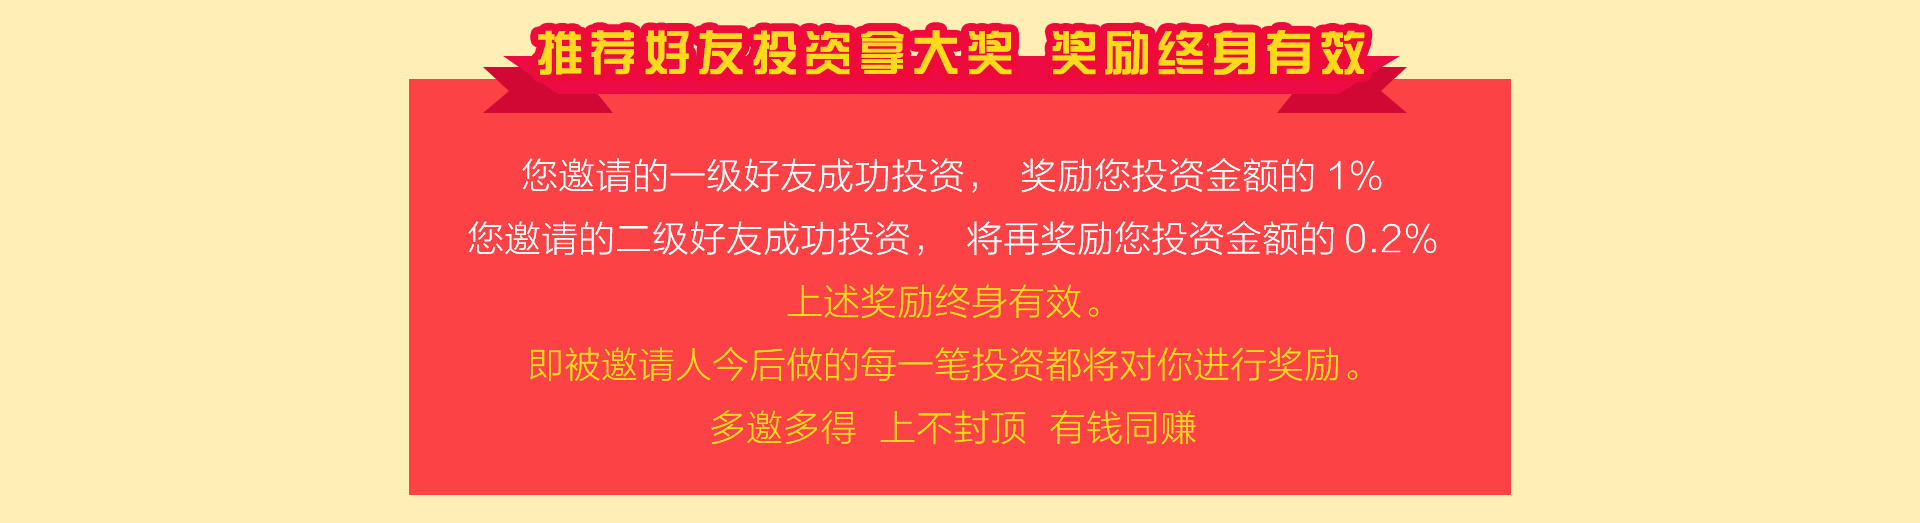 推荐好友投资拿大奖 奖励终身有效
您邀请的一级好友成功投资， 奖励您投资金额的 1%
您邀请的二级好友成功投资， 将再奖励您投资金额的 0.2%
上述奖励终身有效。
即被邀请人今后做的每一笔投资都将对你进行奖励。
多邀多得 上不封顶 有钱同赚